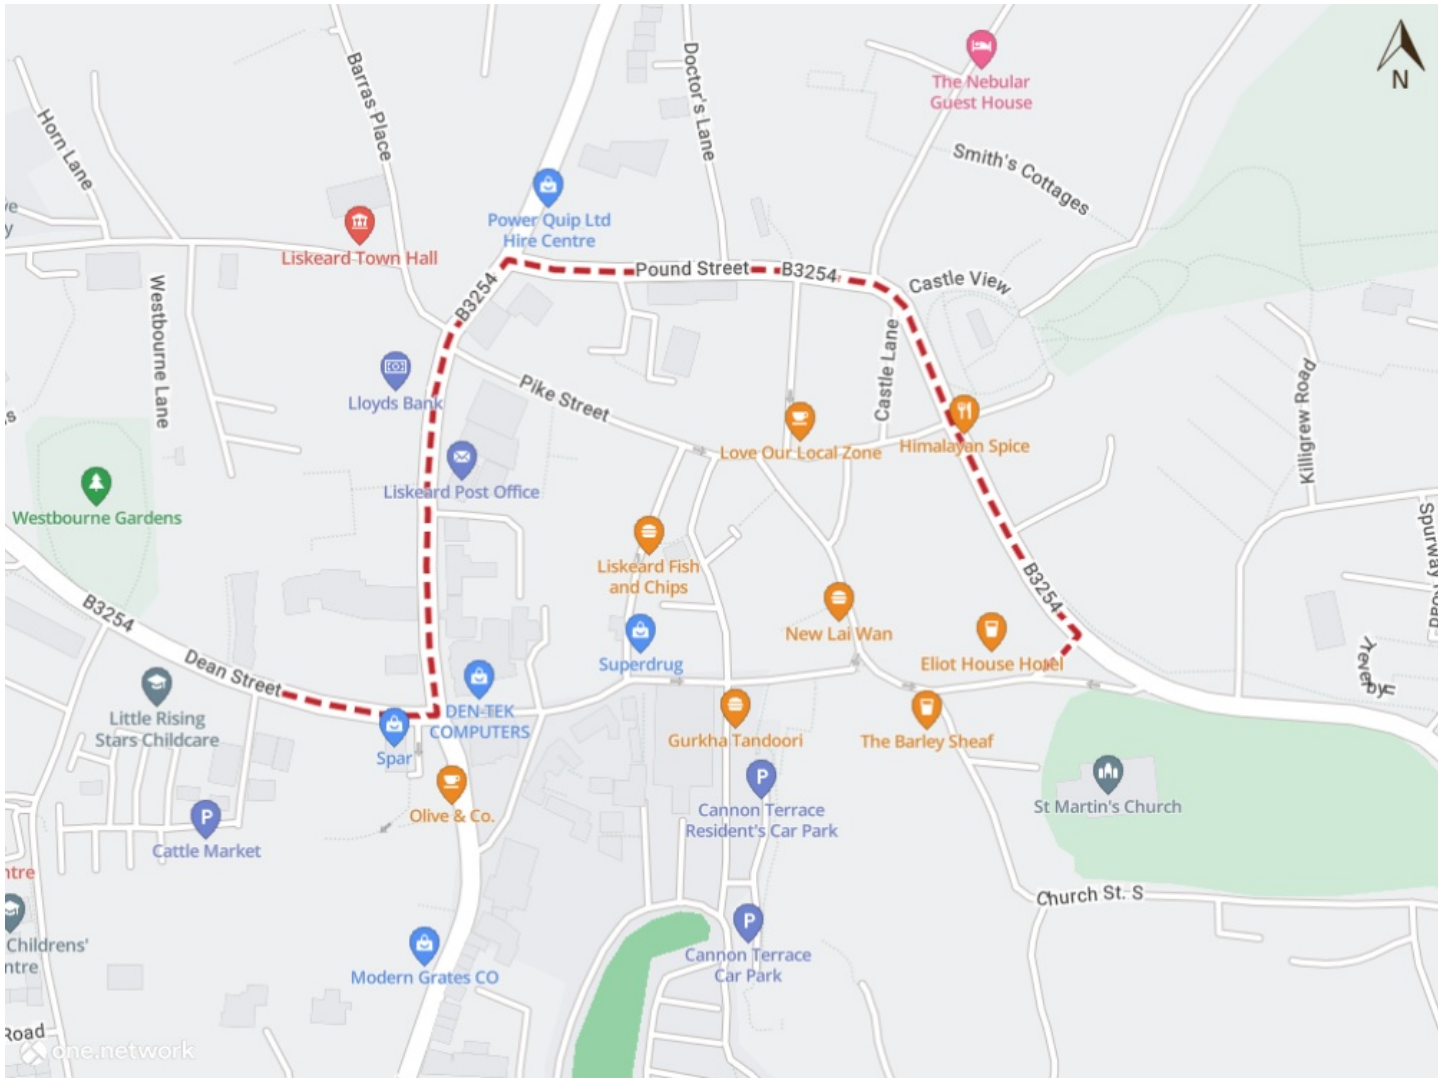 N
The Nebular
Guest House
Doctor's Lane
Barras Place
Horn Lane
Smith's Cottages
Power Quip Ltd
Hire Centre
Liskeard Town Hall
Pound Street
B3254
Castle View
B3254
Westbourne Lane
Lloyds Bank
Pike Street
Castle Lane
Killigrew Road
Love Our Local Zone
Himalayan Spice
Liskeard Post Office
Westbourne Gardens
Liskeard Fish
and Chips
B3254
B3254
New Lai Wan
Eliot House Hotel
Superdrug
Dean Street
Little Rising
Stars Childcare
DEN-TEK
COMPUTERS
Spar
Gurkha Tandoori
The Barley Sheaf
Olive & Co.
Cannon Terrace
Resident's Car Park
St Martin's Church
Cattle Market
ntre
Church St. S
Childrens'
ntre
Modern Grates CO
Cannon Terrace
Car Park
Road
one.network